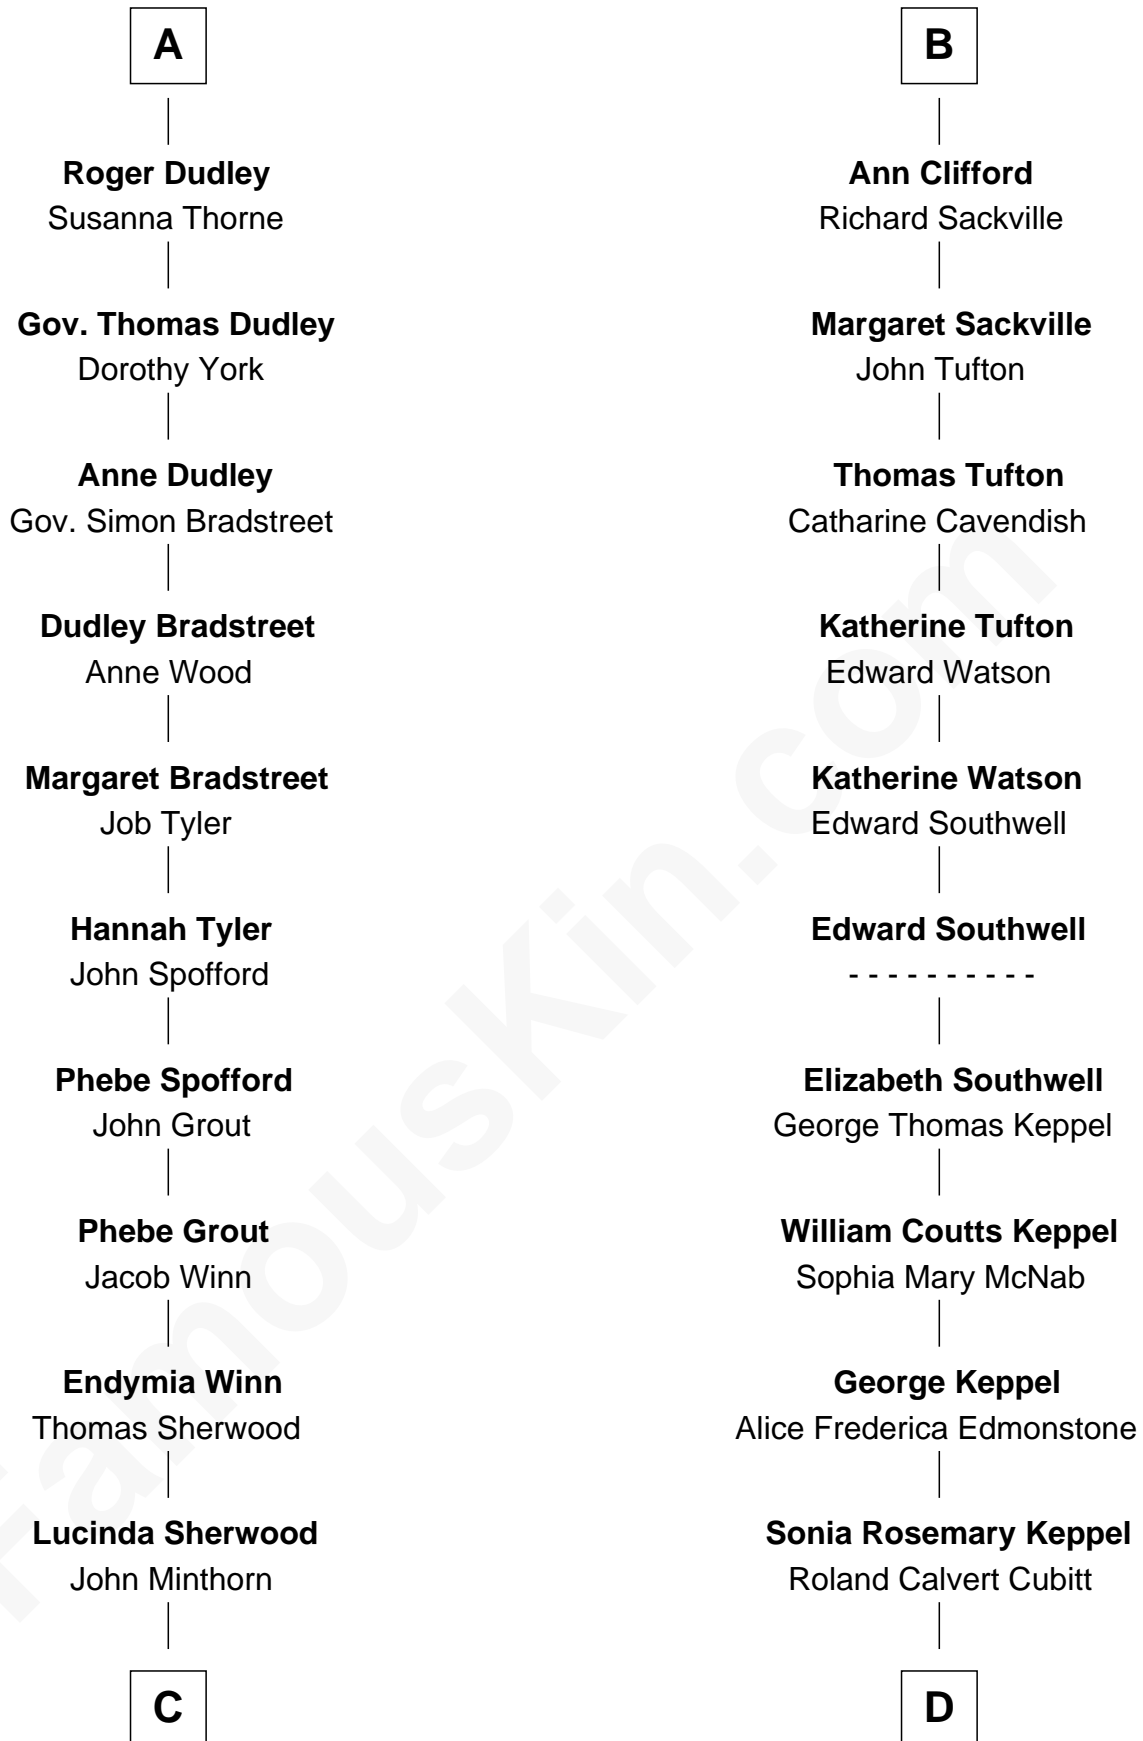 A
Roger Dudley
Susanna Thorne
Gov. Thomas Dudley
Dorothy York
Anne Dudley
Gov. Simon Bradstreet
Dudley Bradstreet
Anne Wood
Margaret Bradstreet
Job Tyler
Hannah Tyler
John Spofford
Phebe Spofford
John Grout
Phebe Grout
Jacob Winn
Endymia Winn
Thomas Sherwood
Lucinda Sherwood
John Minthorn
C
B
Ann Clifford
Richard Sackville
Margaret Sackville
John Tufton
Thomas Tufton
Catharine Cavendish
Katherine Tufton
Edward Watson
Katherine Watson
Edward Southwell
Edward Southwell
- - - - - - - - - -
Elizabeth Southwell
George Thomas Keppel
William Coutts Keppel
Sophia Mary McNab
George Keppel
Alice Frederica Edmonstone
Sonia Rosemary Keppel
Roland Calvert Cubitt
D
FamousKin.com